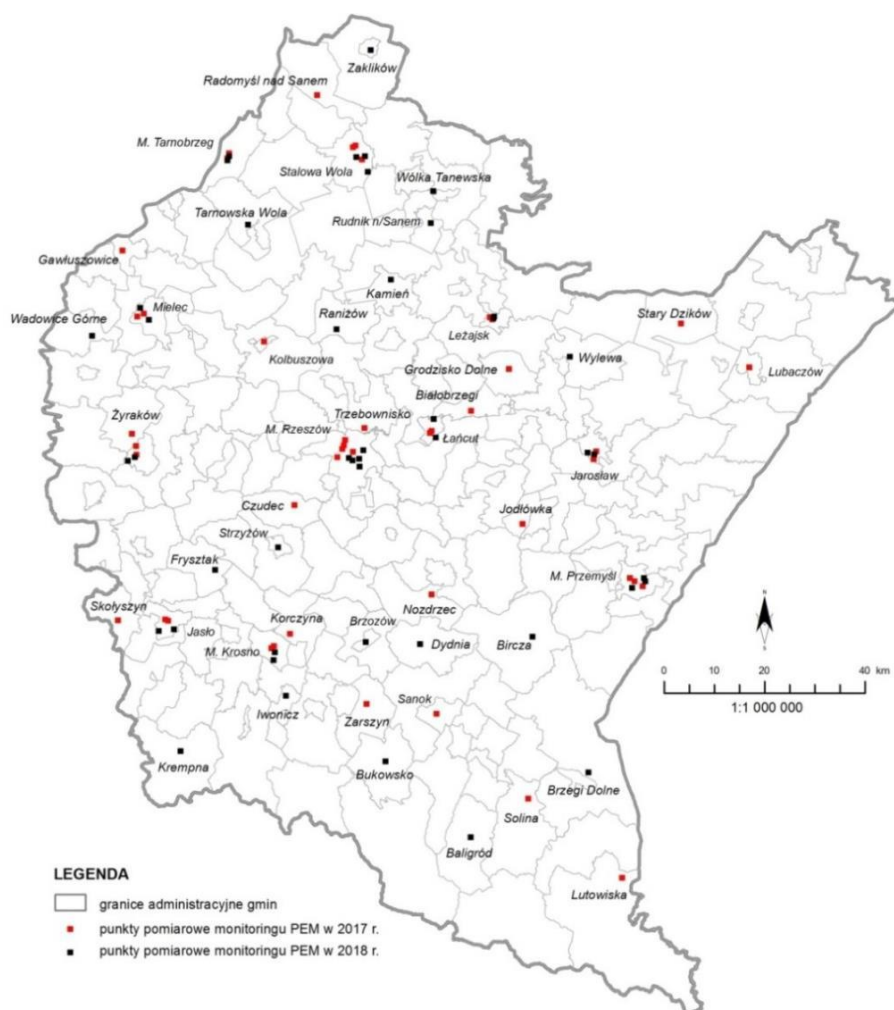 Zaklików
Radomyśl nad Sanem
M. Tarnobrzeg
Stalowa Wola
Wólka Tanewska
Tarnowska Wola
Rudnik n/Sanem
Gawłuszowice
Kamień
Mielec
Wadowice Górne
Raniżów
Stary Dzików
Leżajsk
Kolbuszowa
Wylewa
Grodzisko Dolne
Lubaczów
Białobrzegi
Żyraków
Trzebownisko
M. Rzeszów
Łańcut
Jarosław
Czudec
Jodłówka
Strzyżów
Frysztak
M. Przemyśl
Skołyszyn
Nozdrzec
N
S
Korczyna
Brzozów
Jasło
Dydnia
Bircza
M. Krosno
0 20 40 km
1:1 000 000
Iwonicz
Sanok
Zarszyn
Krempna
Bukowsko
Brzegi Dolne
Solina
Baligród
LEGENDA
Lutowiska
granice administracyjne gmin
punkty pomiarowe monitoringu PEM w 2017 r.
punkty pomiarowe monitoringu PEM w 2018 r.